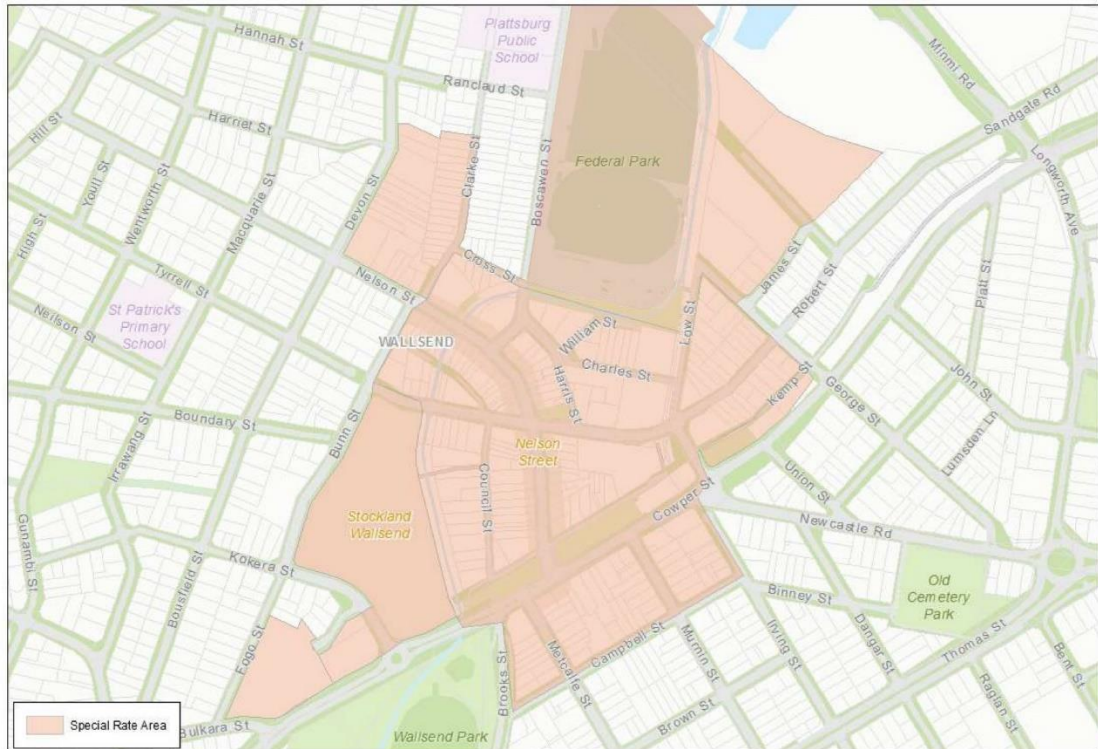 Plattsburg
Public
School
Hannah St
Ranclaud St
Minmi Rd
Sandgate Rd
Hill St
Harriet St
Youll St
Wentworth St
Macquarie St
Devon St
Clarke St
Boscawen St
Federal Park
Longworth Ave
High St
Tyrrell St
Nelson St
Cross St
James St
Robert St
Platt St
St Patrick's
Primary
School
Neilson St
WALLSEND
William St
Low St
Charles St
Harris St
Kemp St
George St
John St
Lumsden Ln
Boundary St
Irrawang St
Bunn St
Nelson
Street
Council St
Union St
Stockland
Wallsend
Cowper St
Newcastle Rd
Gunambi St
Kokera St
Bousfield St
Binney St
Old
Cemetery
Park
Fogo St
Campbell St
Metcalfe St
Murnin St
Irving St
Dangar St
Thomas St
Bent St
Brooks St
Brown St
Raglan St
Bulkara St
Wallsend Park
Special Rate Area